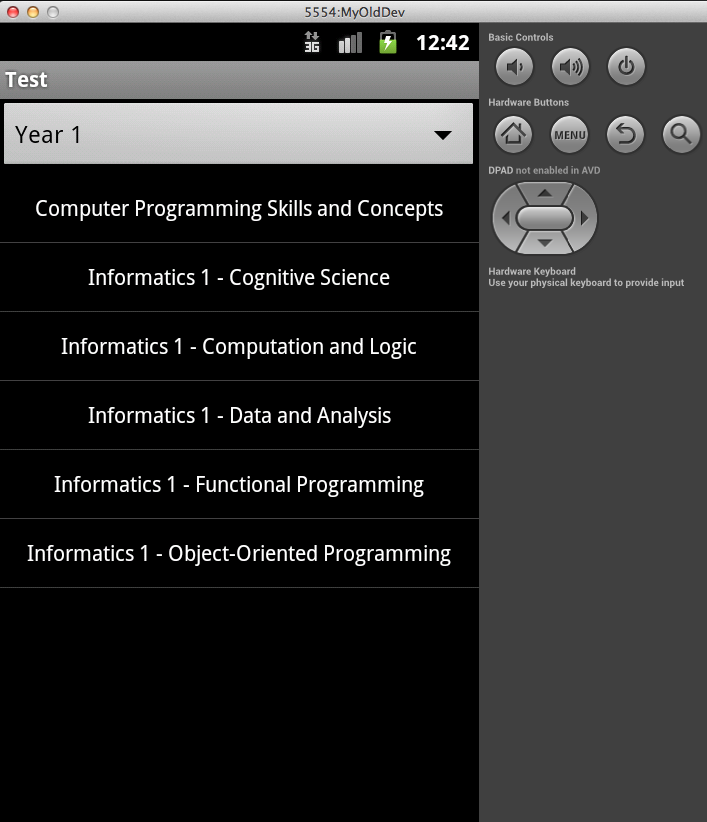 5554:MyOldDev
3G
12:42
Test
Year 1
Computer Programming Skills and Concepts
Informatics 1 - Cognitive Science
Informatics 1 - Computation and Logic
Informatics 1 - Data and Analysis
Informatics 1 - Functional Programming
Informatics 1 - Object-Oriented Programming
Basic Controls
Hardware Buttons
MENU
DPAD not enabled in AVD
Hardware Keyboard
Use your physical keyboard to provide input